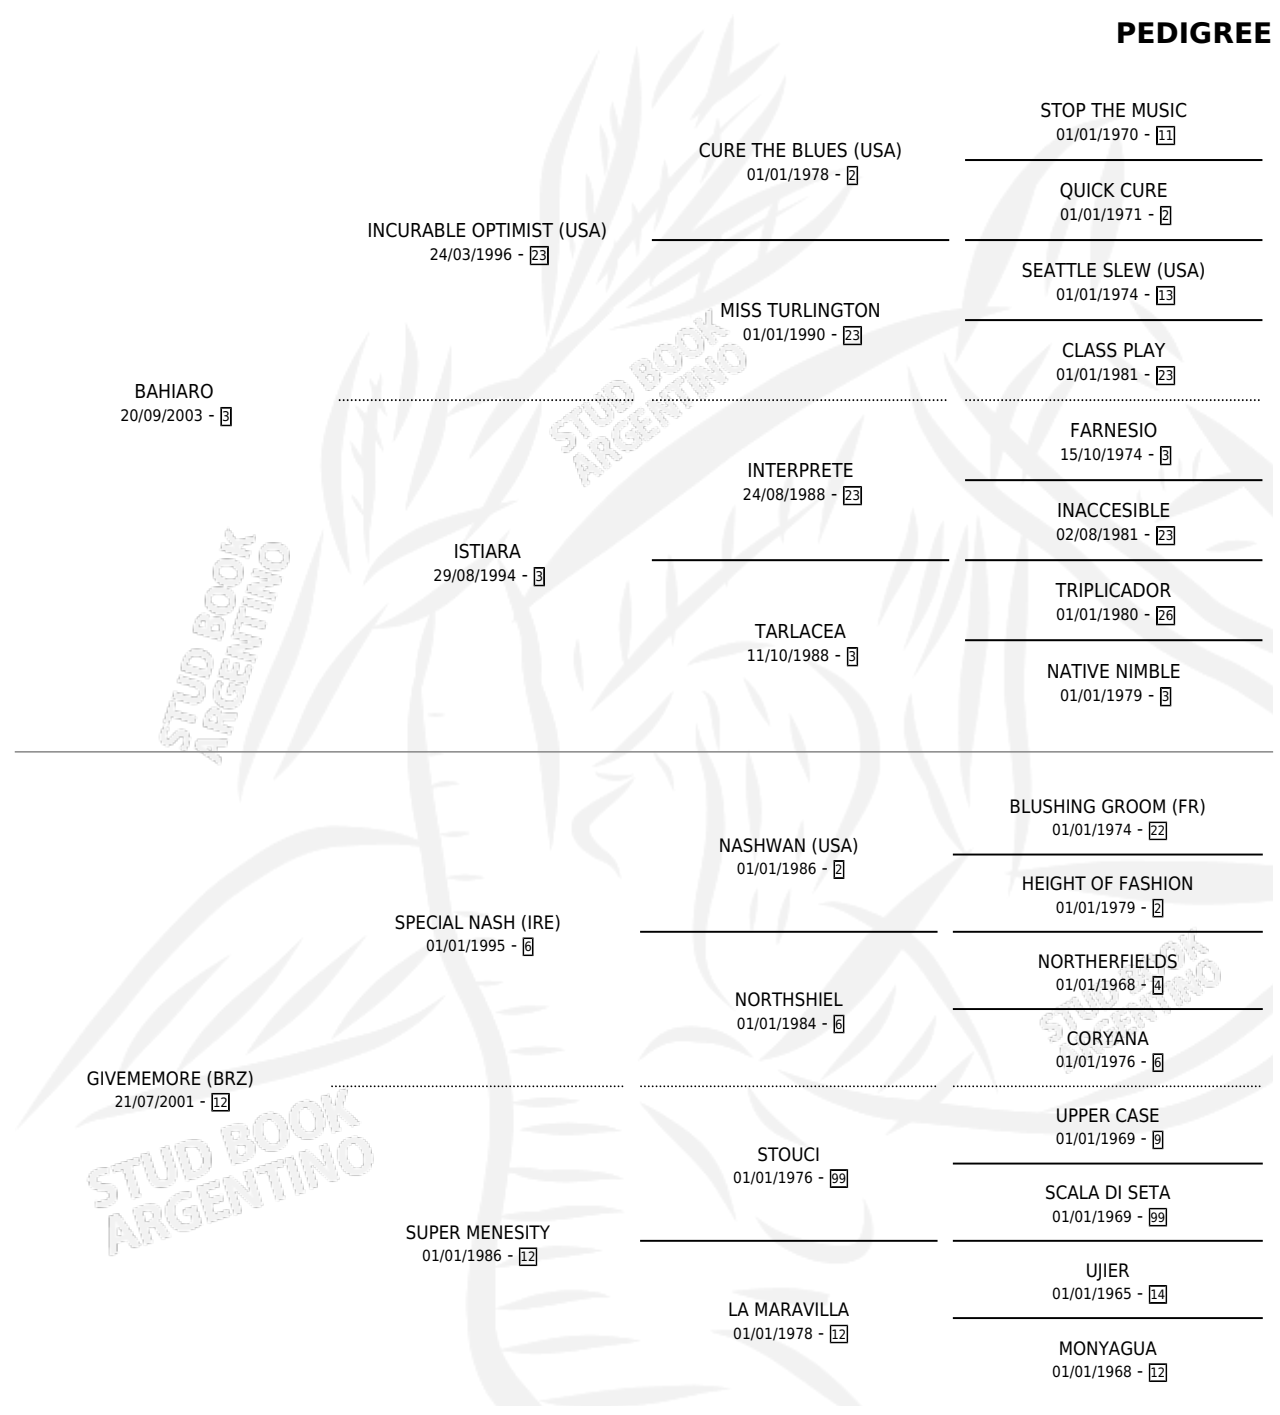 PEDIGREE
STOP THE MUSIC
01/01/1970 - 11
CURE THE BLUES (USA)
01/01/1978 - 2
QUICK CURE
01/01/1971 - 2
INCURABLE OPTIMIST (USA)
24/03/1996 - 23
SEATTLE SLEW (USA)
01/01/1974 - 13
MISS TURLINGTON
01/01/1990 - 23
CLASS PLAY
01/01/1981 - 23
BAHIARO
20/09/2003 - 3
STUD BOOK
ARGENTINO
FARNESIO
15/10/1974 - 3
INTERPRETE
24/08/1988 - 23
INACCESIBLE
02/08/1981 - 23
ISTIARA
29/08/1994 - 3
TRIPLICADOR
01/01/1980 - 26
TARLACEA
11/10/1988 - 3
NATIVE NIMBLE
01/01/1979 - 3
STUD BOOK
ARGENTINO
BLUSHING GROOM (FR)
01/01/1974 - 22
NASHWAN (USA)
01/01/1986 - 2
HEIGHT OF FASHION
01/01/1979 - 2
SPECIAL NASH (IRE)
01/01/1995 - 6
NORTHERFIELDS
01/01/1968 - 4
NORTHSHIEL
01/01/1984 - 6
STUD BOOK
ARGENTINO
CORYANA
01/01/1976 - 6
GIVEMEMORE (BRZ)
21/07/2001 - 12
UPPER CASE
01/01/1969 - 9
STOUCI
01/01/1976 - 99
STUD BOOK
ARGENTINO
SCALA DI SETA
01/01/1969 - 99
SUPER MENESITY
01/01/1986 - 12
UJIER
01/01/1965 - 14
LA MARAVILLA
01/01/1978 - 12
MONYAGUA
01/01/1968 - 12